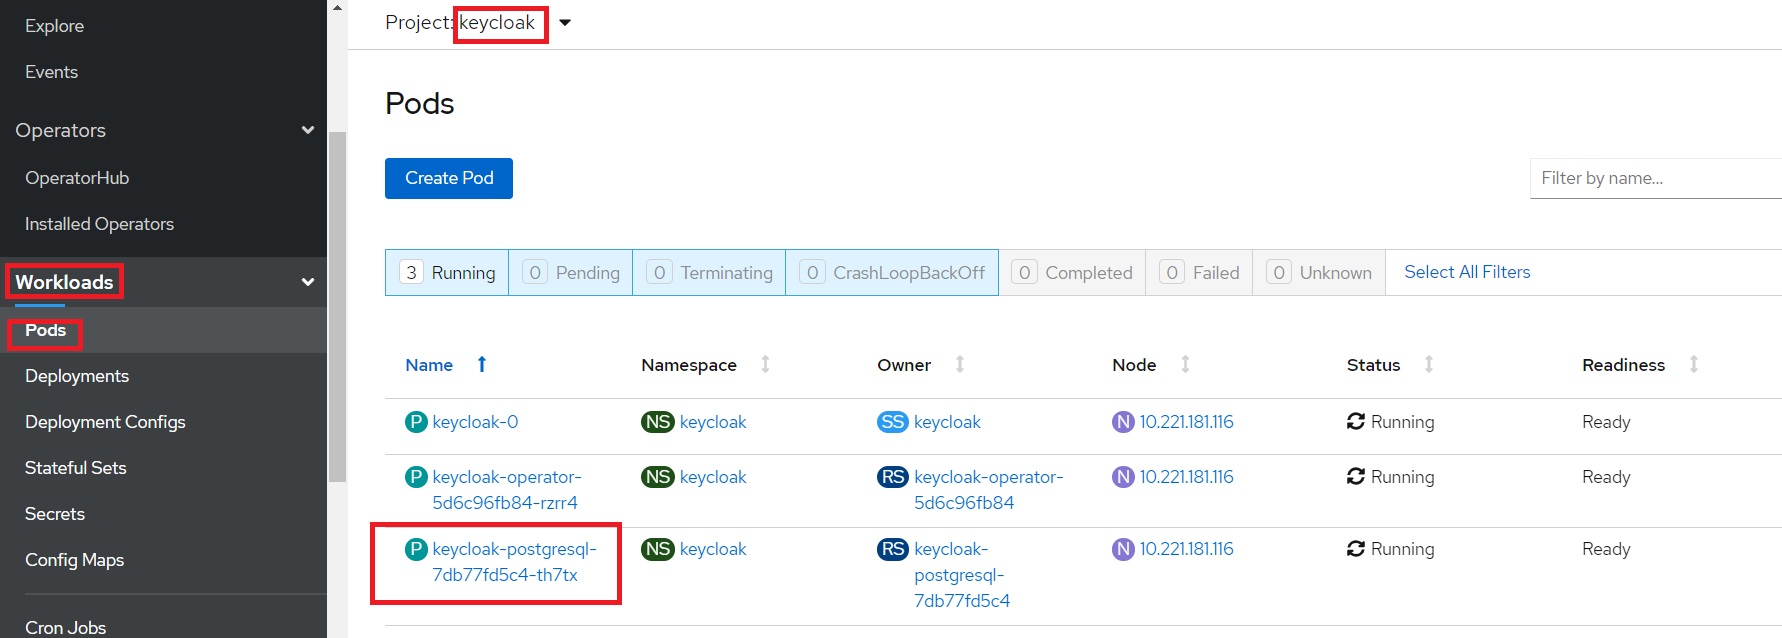 Explore
Events
Operators
OperatorHub
Installed Operators
Workloads
Pods
Deployments
Deployment Configs
Stateful Sets
Secrets
Config Maps
Cron Jobs
Project: keycloak
Pods
Create Pod
Filter by name...
3 Running 0 Pending 0 Terminating 0 CrashLoopBackOff 0 Completed 0 Failed 0 Unknown Select All Filters
Name Namespace Owner Node Status Readiness
P keycloak-0 NS keycloak SS keycloak N 10.221.181.116 Running Ready
P keycloak-operator- NS keycloak RS keycloak-operator- N 10.221.181.116 Running Ready
5d6c96fb84-rzrr4 5d6c96fb84
P keycloak-postgresql- NS keycloak RS keycloak- N 10.221.181.116 Running Ready
7db77fd5c4-th7tx postgresql-
7db77fd5c4